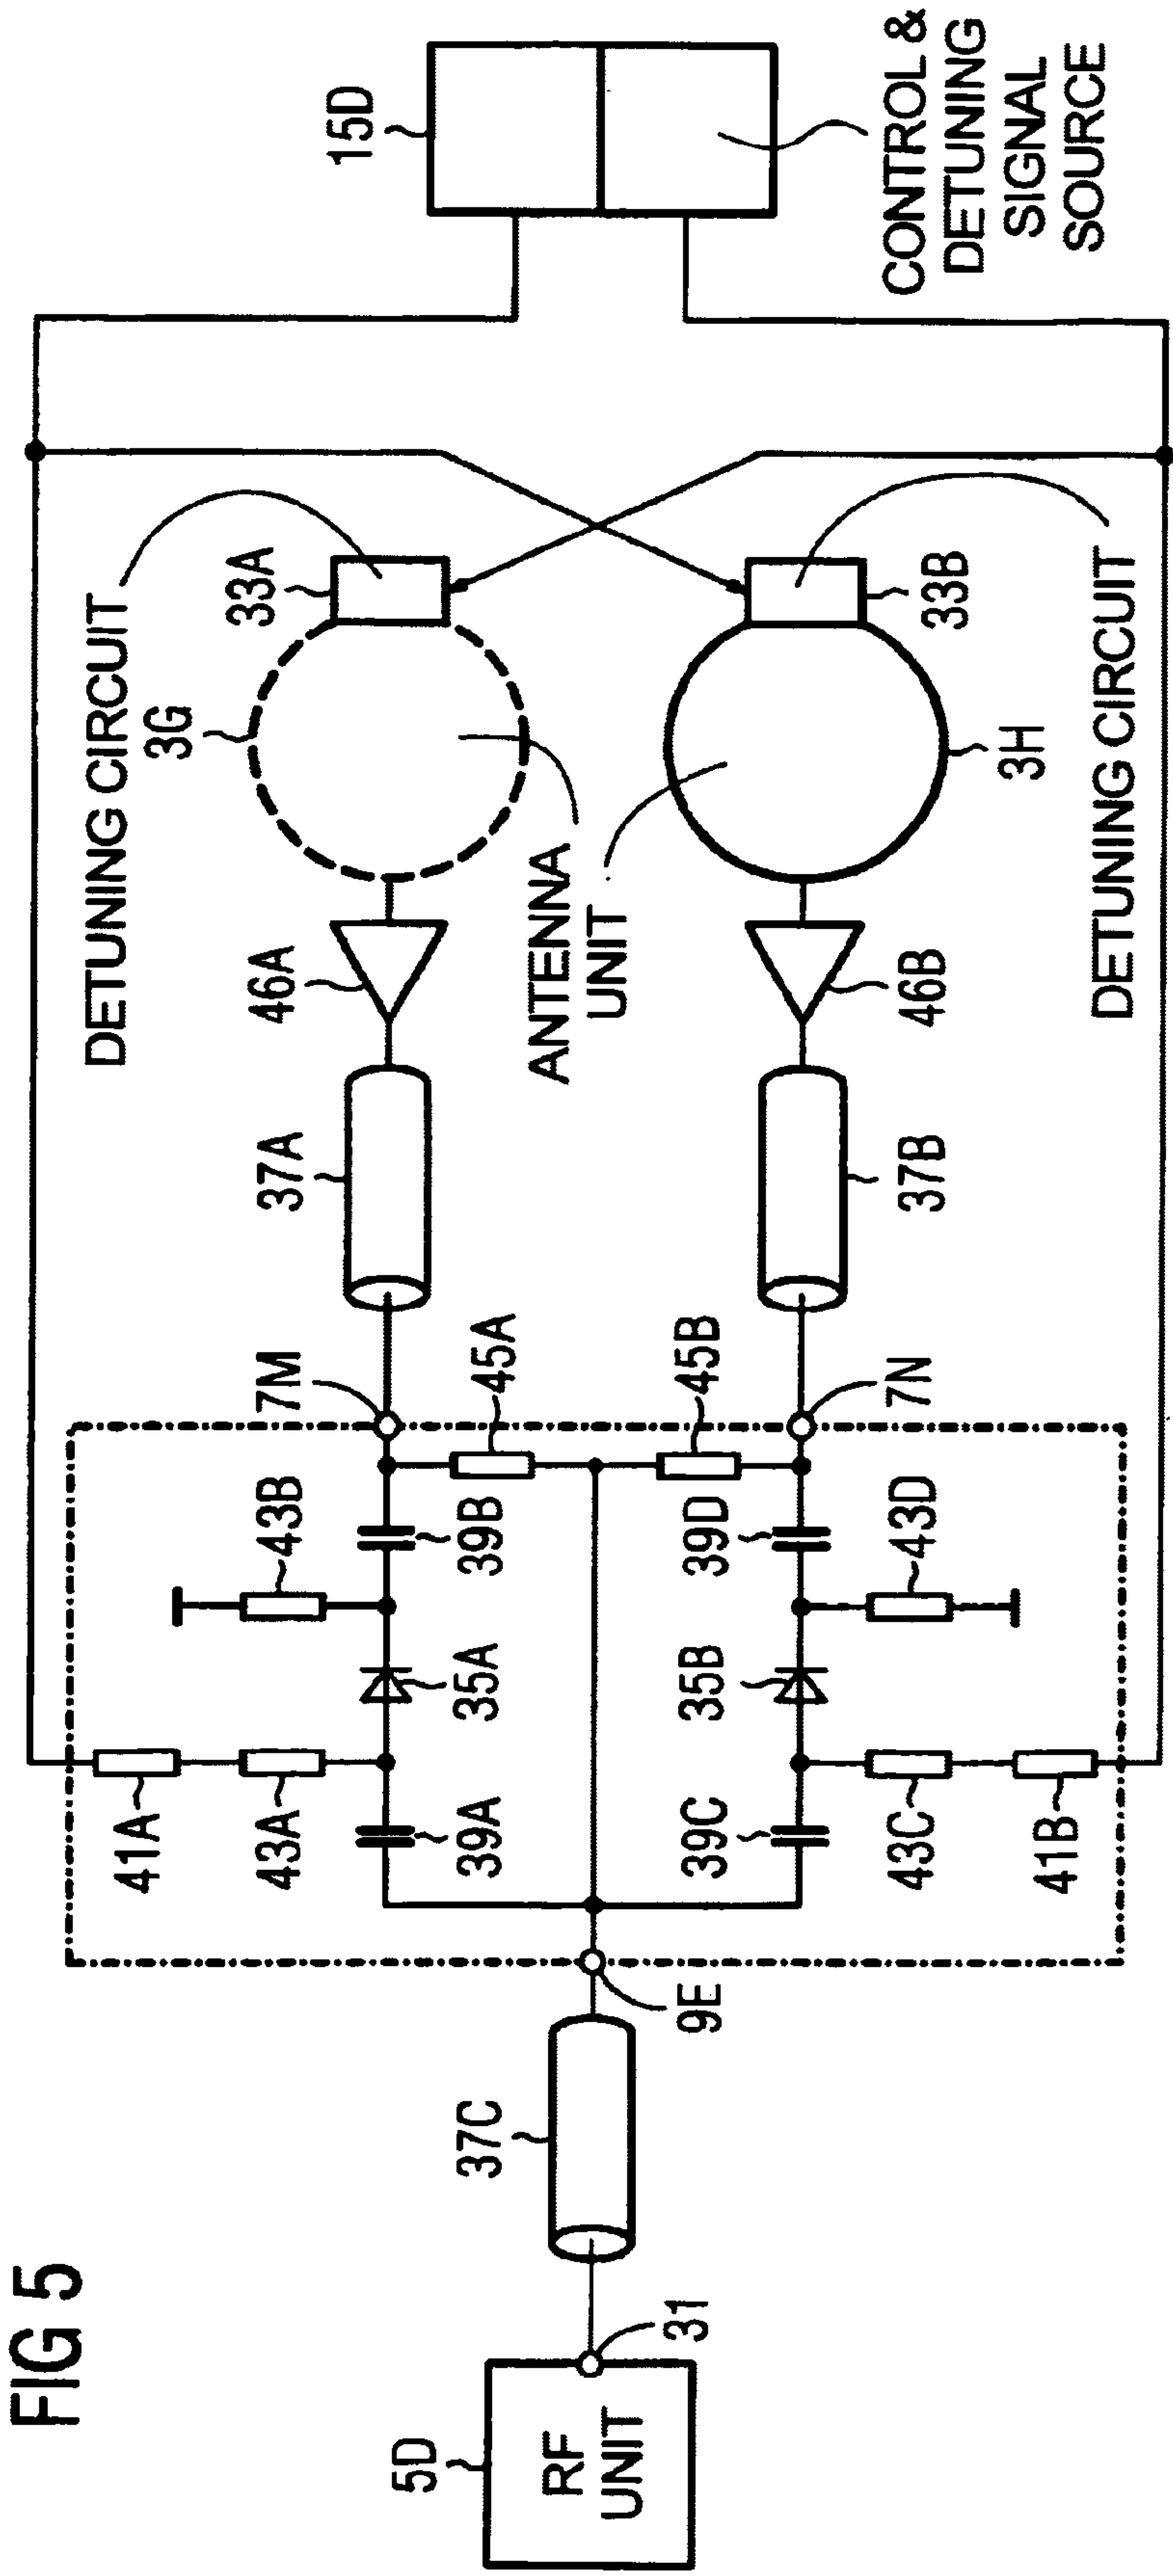 FIG 5
5D
RF
UNIT
31
37C
9E
41A
43A
39A
39C
43C
41B
35A
35B
43B
39B
39D
43D
7M
45A
45B
7N
37A
37B
46A
46B
ANTENNA
UNIT
3G
3H
DETUNING CIRCUIT
33A
33B
DETUNING CIRCUIT
15D
CONTROL &
DETUNING
SIGNAL
SOURCE